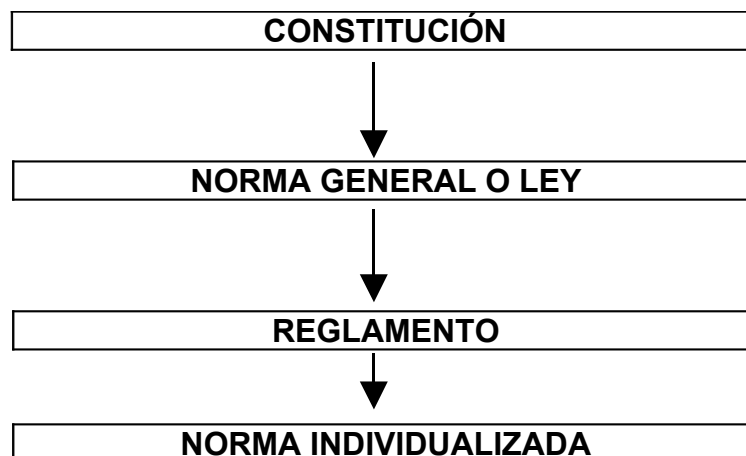 CONSTITUCIÓN
NORMA GENERAL O LEY
REGLAMENTO
NORMA INDIVIDUALIZADA